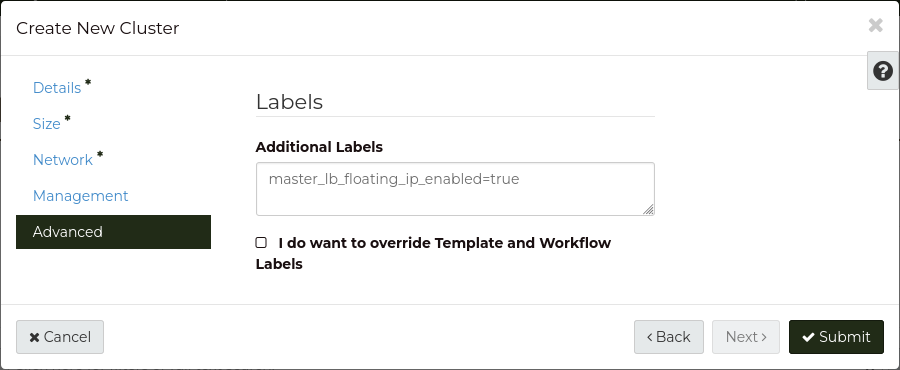 Create New Cluster
×
?
Details *
Size *
Network *
Management
Advanced
Labels
Additional Labels
master_lb_floating_ip_enabled=true
I do want to override Template and Workflow
Labels
× Cancel
‹ Back
Next ›
✔ Submit